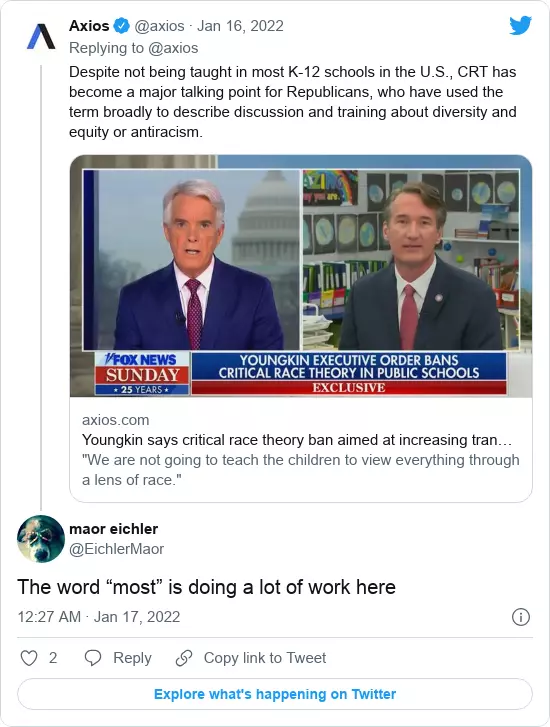 Axios @axios · Jan 16, 2022
Replying to @axios
Despite not being taught in most K-12 schools in the U.S., CRT has
become a major talking point for Republicans, who have used the
term broadly to describe discussion and training about diversity and
equity or antiracism.
you are.
FOX NEWS
SUNDAY
25 YEARS
YOUNGKIN EXECUTIVE ORDER BANS
CRITICAL RACE THEORY IN PUBLIC SCHOOLS
EXCLUSIVE
axios.com
Youngkin says critical race theory ban aimed at increasing tran…
"We are not going to teach the children to view everything through
a lens of race."
maor eichler
@EichlerMaor
The word “most” is doing a lot of work here
12:27 AM · Jan 17, 2022
2 Reply Copy link to Tweet
Explore what's happening on Twitter